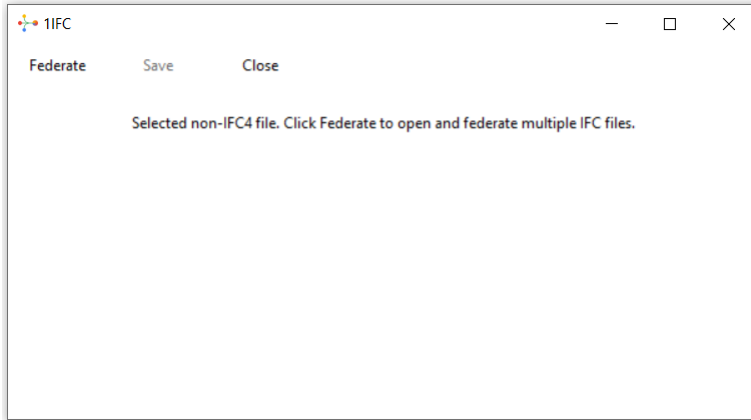 1IFC
Federate Save Close
Selected non-IFC4 file. Click Federate to open and federate multiple IFC files.